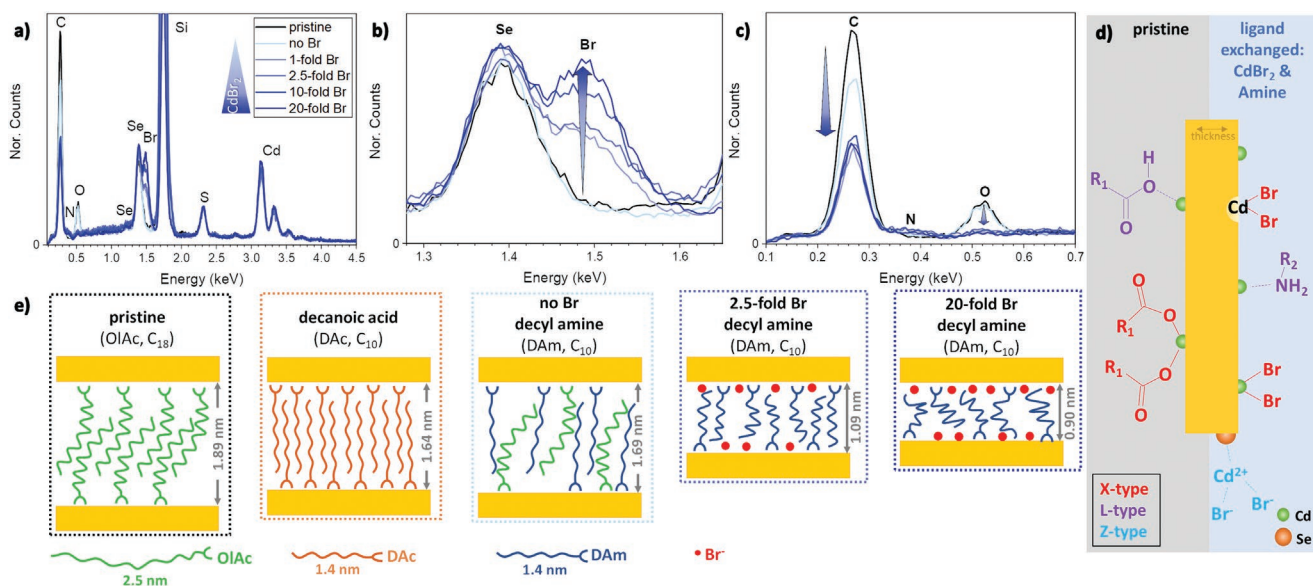 a)
Nor. Counts
0
C
N
O
Se
Se
Br
Si
S
Cd
CdBr2
pristine
no Br
1-fold Br
2.5-fold Br
10-fold Br
20-fold Br
0.0 0.5 1.0 1.5 2.0 2.5 3.0 3.5 4.0 4.5
Energy (keV)
b)
Nor. Counts
0
Se
Br
1.3 1.4 1.5 1.6
Energy (keV)
c)
Nor. Counts
0
C
N
O
0.1 0.2 0.3 0.4 0.5 0.6 0.7
Energy (keV)
d)
pristine
ligand
exchanged:
CdBr2 &
Amine
thickness
R1
O
H
O
Cd
Br
Br
R2
NH2
O
R1
O
R1
O
O
Br
Br
Cd2+
Br-
Br-
X-type
L-type
Z-type
Cd
Se
e)
pristine
(OlAc, C18)
1.89 nm
decanoic acid
(DAc, C10)
1.64 nm
no Br
decyl amine
(DAm, C10)
1.69 nm
2.5-fold Br
decyl amine
(DAm, C10)
1.09 nm
20-fold Br
decyl amine
(DAm, C10)
0.90 nm
OlAc
2.5 nm
DAc
1.4 nm
DAm
1.4 nm
Br-